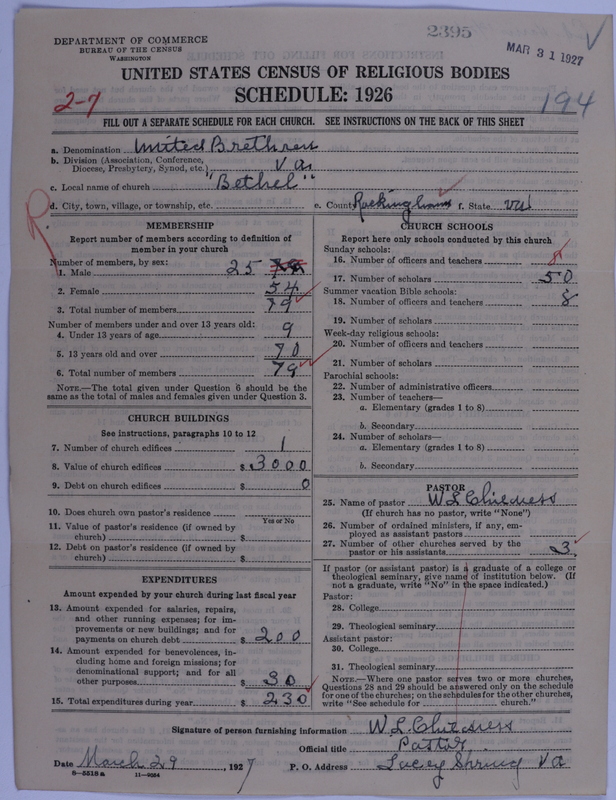 2395
MAR 31 1927
DEPARTMENT OF COMMERCE
BUREAU OF THE CENSUS
WASHINGTON
UNITED STATES CENSUS OF RELIGIOUS BODIES
SCHEDULE: 1926
2-7
194
FILL OUT A SEPARATE SCHEDULE FOR EACH CHURCH. SEE INSTRUCTIONS ON THE BACK OF THIS SHEET
a. Denomination United Brethren
b. Division (Association, Conference, Diocese, Presbytery, Synod, etc.) Va
c. Local name of church "Bethel"
d. City, town, village, or township, etc. e. County Rockingham f. State Va
MEMBERSHIP
Report number of members according to definition of member in your church
Number of members, by sex:
1. Male 25
2. Female 54
3. Total number of members 79
Number of members under and over 13 years old:
4. Under 13 years of age 9
5. 13 years old and over 70
6. Total number of members 79
NOTE.—The total given under Question 6 should be the same as the total of males and females given under Question 3.
CHURCH BUILDINGS
See instructions, paragraphs 10 to 12
7. Number of church edifices 1
8. Value of church edifices $3000
9. Debt on church edifices $ 0
10. Does church own pastor's residence
Yes or No
11. Value of pastor's residence (if owned by church) $
12. Debt on pastor's residence (if owned by church) $
EXPENDITURES
Amount expended by your church during last fiscal year
13. Amount expended for salaries, repairs, and other running expenses; for improvements or new buildings; and for payments on church debt $ 200
14. Amount expended for benevolences, including home and foreign missions; for denominational support; and for all other purposes $ 30
15. Total expenditures during year $ 230
CHURCH SCHOOLS
Report here only schools conducted by this church
Sunday schools:
16. Number of officers and teachers 8
17. Number of scholars 50
Summer vacation Bible schools:
18. Number of officers and teachers 8
19. Number of scholars
Week-day religious schools:
20. Number of officers and teachers
21. Number of scholars
Parochial schools:
22. Number of administrative officers
23. Number of teachers—
a. Elementary (grades 1 to 8)
b. Secondary
24. Number of scholars—
a. Elementary (grades 1 to 8)
b. Secondary
PASTOR
25. Name of pastor W L Childress
(If church has no pastor, write "None")
26. Number of ordained ministers, if any, employed as assistant pastors
27. Number of other churches served by the pastor or his assistants 3
If pastor (or assistant pastor) is a graduate of a college or theological seminary, give name of institution below. (If not a graduate, write "No" in the space indicated.)
Pastor:
28. College
29. Theological seminary
Assistant pastor:
30. College
31. Theological seminary
NOTE.—Where one pastor serves two or more churches, Questions 28 and 29 should be answered only on the schedule for one of the churches; on the schedules for the other churches, write "See schedule for church."
Signature of person furnishing information W L Childress
Official title Pastor
Date March 29, 1927 P. O. Address Lacey Spring Va
8-5518a 11-9054